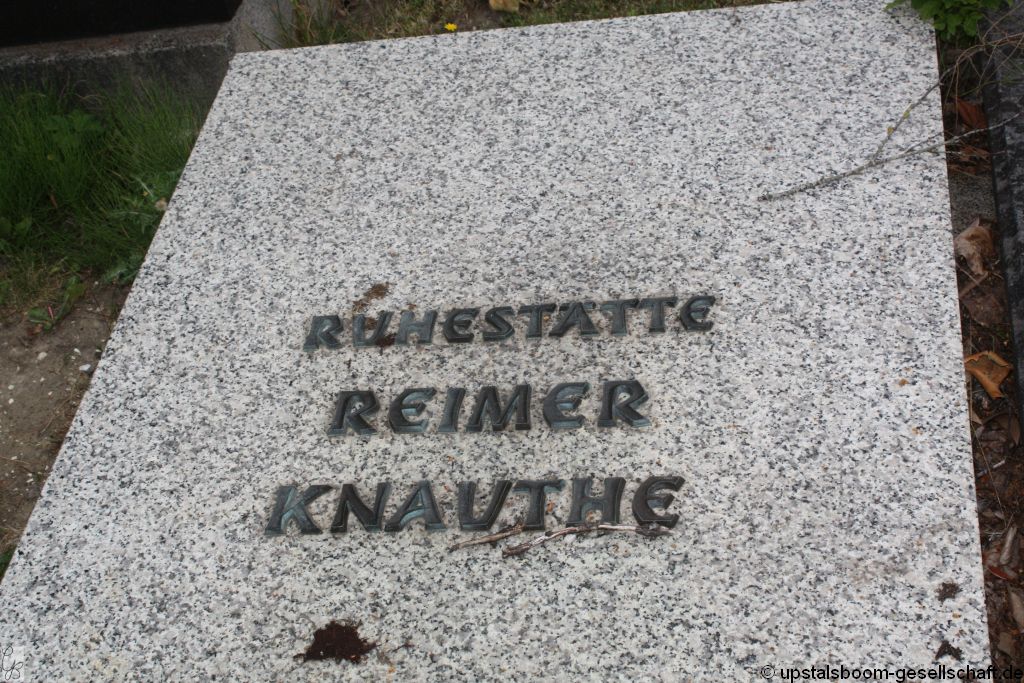 RUHESTÄTTE
REIMER
KNAUTHE
© upstalsboom-gesellschaft.de